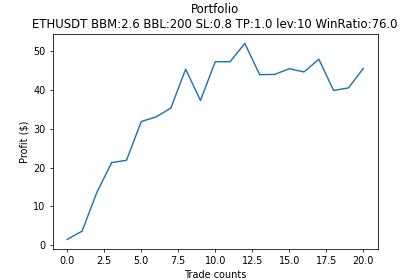 Portfolio
ETHUSDT BBM:2.6 BBL:200 SL:0.8 TP:1.0 lev:10 WinRatio:76.0
Profit ($)
50
40
30
20
10
0
0.0 2.5 5.0 7.5 10.0 12.5 15.0 17.5 20.0
Trade counts